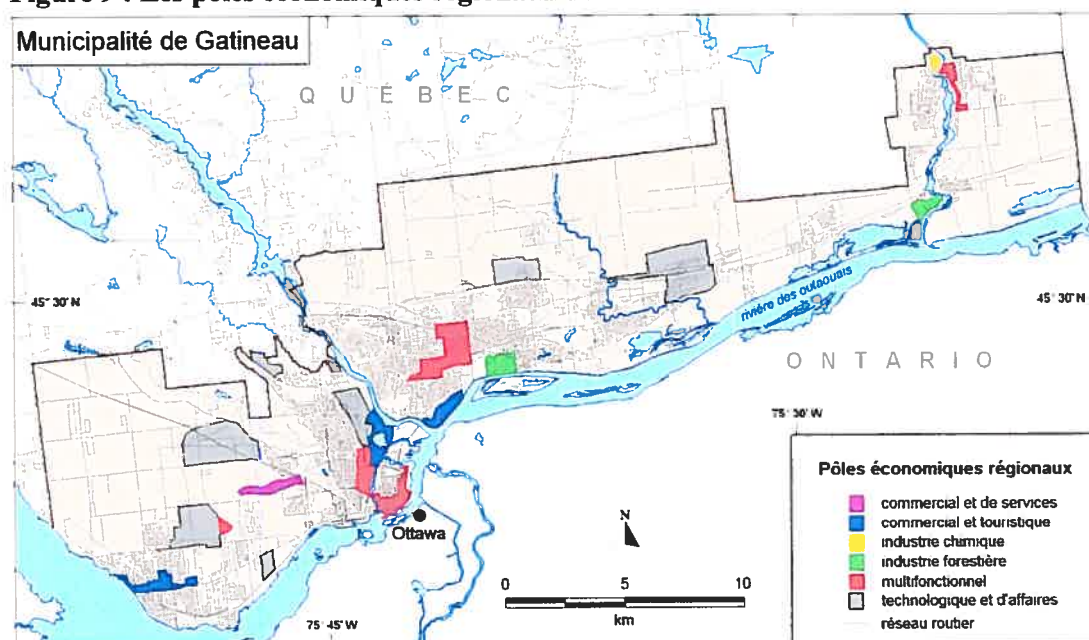 Municipalité de Gatineau
QUÉBEC
45° 30' N
rivière des outaouais
45° 30' N
ONTARIO
75° 30' W
Ottawa
N
0 5 10
km
75° 45' W
Pôles économiques régionaux
commercial et de services
commercial et touristique
industrie chimique
industrie forestière
multifonctionnel
technologique et d'affaires
réseau routier